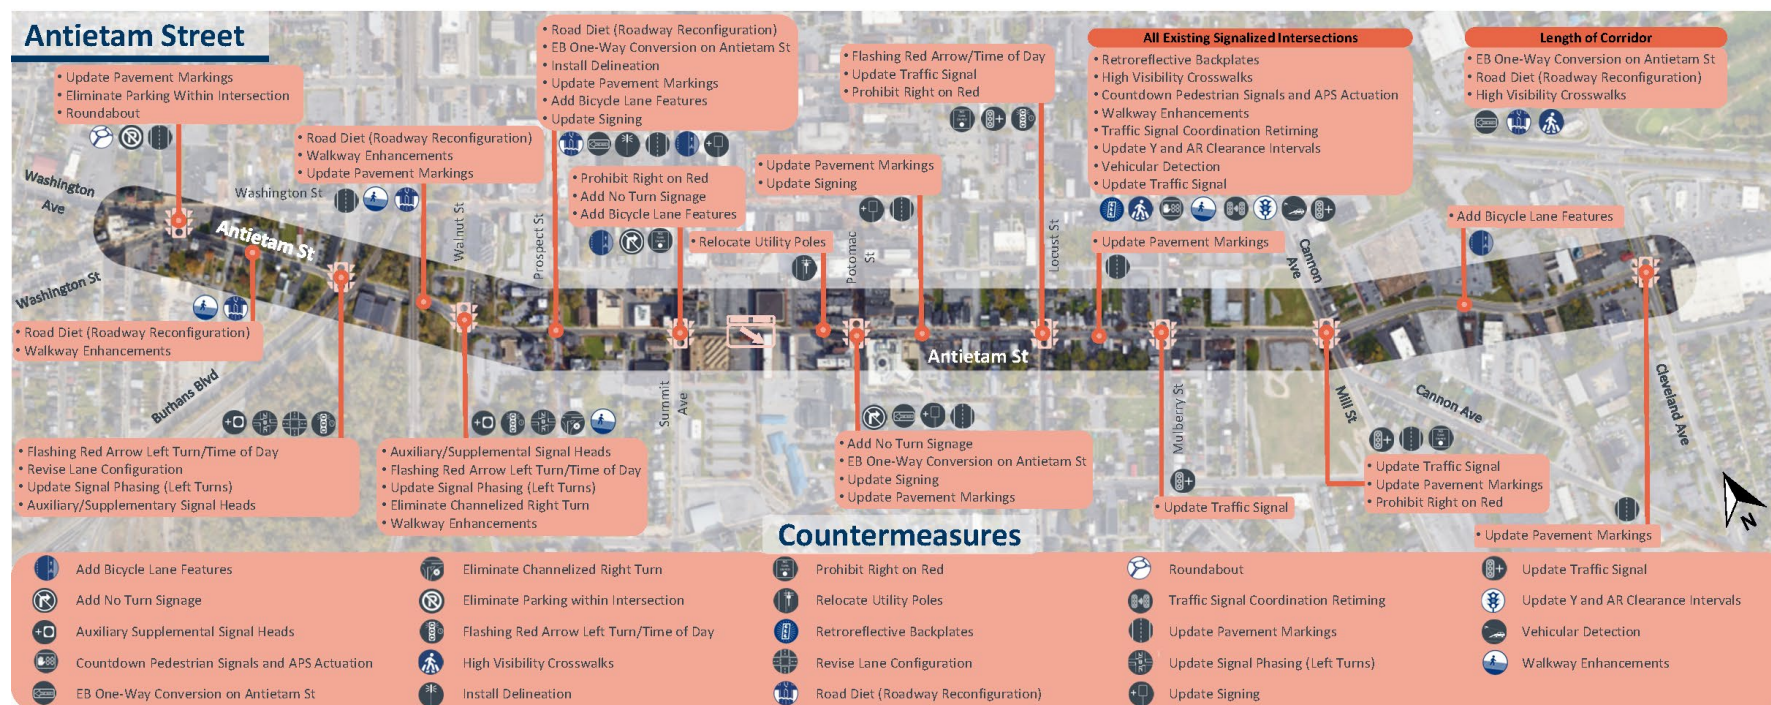 Antietam Street
• Update Pavement Markings
• Eliminate Parking Within Intersection
• Roundabout
• Road Diet (Roadway Reconfiguration)
• Walkway Enhancements
• Update Pavement Markings
• Road Diet (Roadway Reconfiguration)
• EB One-Way Conversion on Antietam St
• Install Delineation
• Update Pavement Markings
• Add Bicycle Lane Features
• Update Signing
• Prohibit Right on Red
• Add No Turn Signage
• Add Bicycle Lane Features
• Relocate Utility Poles
• Update Pavement Markings
• Update Signing
• Flashing Red Arrow/Time of Day
• Update Traffic Signal
• Prohibit Right on Red
All Existing Signalized Intersections
• Retroreflective Backplates
• High Visibility Crosswalks
• Countdown Pedestrian Signals and APS Actuation
• Walkway Enhancements
• Traffic Signal Coordination Retiming
• Update Y and AR Clearance Intervals
• Vehicular Detection
• Update Traffic Signal
• Update Pavement Markings
Length of Corridor
• EB One-Way Conversion on Antietam St
• Road Diet (Roadway Reconfiguration)
• High Visibility Crosswalks
• Add Bicycle Lane Features
Washington
Ave
Washington St
Washington St
Antietam St
Walnut St
Prospect St
Potomac
St
Locust St
Cannon
Ave
Antietam St
Burhans Blvd
Summit
Ave
Mulberry St
Mill St
Cannon Ave
Cleveland Ave
• Road Diet (Roadway Reconfiguration)
• Walkway Enhancements
• Flashing Red Arrow Left Turn/Time of Day
• Revise Lane Configuration
• Update Signal Phasing (Left Turns)
• Auxiliary/Supplementary Signal Heads
• Auxiliary/Supplemental Signal Heads
• Flashing Red Arrow Left Turn/Time of Day
• Update Signal Phasing (Left Turns)
• Eliminate Channelized Right Turn
• Walkway Enhancements
• Add No Turn Signage
• EB One-Way Conversion on Antietam St
• Update Signing
• Update Pavement Markings
• Update Traffic Signal
• Update Traffic Signal
• Update Pavement Markings
• Prohibit Right on Red
• Update Pavement Markings
N
Countermeasures
Add Bicycle Lane Features
Add No Turn Signage
Auxiliary Supplemental Signal Heads
Countdown Pedestrian Signals and APS Actuation
EB One-Way Conversion on Antietam St
Eliminate Channelized Right Turn
Eliminate Parking within Intersection
Flashing Red Arrow Left Turn/Time of Day
High Visibility Crosswalks
Install Delineation
Prohibit Right on Red
Relocate Utility Poles
Retroreflective Backplates
Revise Lane Configuration
Road Diet (Roadway Reconfiguration)
Roundabout
Traffic Signal Coordination Retiming
Update Pavement Markings
Update Signal Phasing (Left Turns)
Update Signing
Update Traffic Signal
Update Y and AR Clearance Intervals
Vehicular Detection
Walkway Enhancements